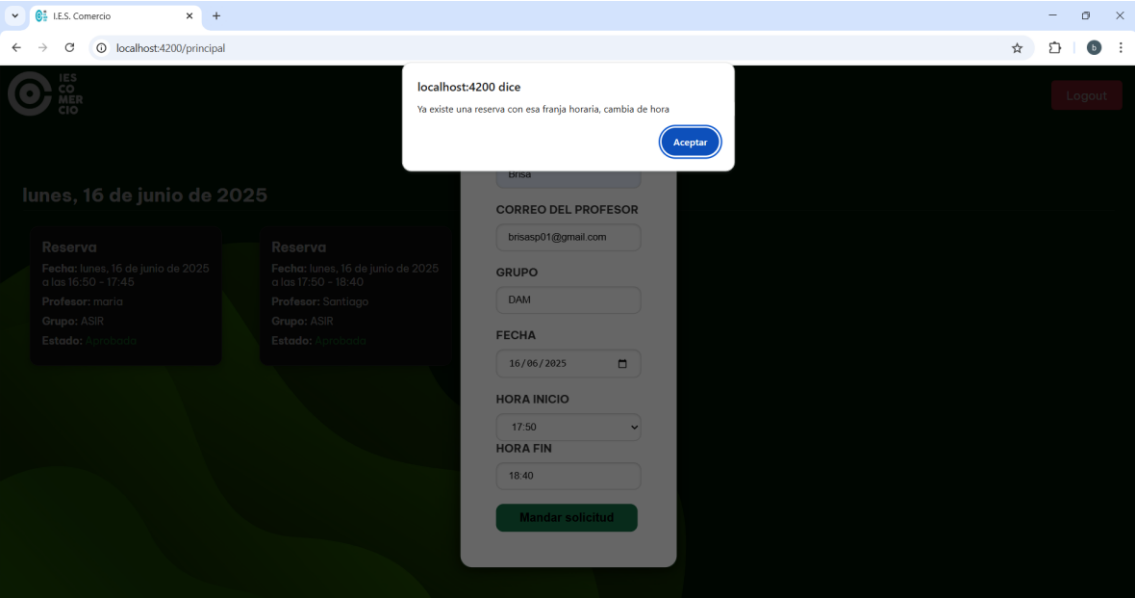 I.E.S. Comercio
localhost:4200/principal
b
IES
CO
MER
CIO
Logout
localhost:4200 dice
Ya existe una reserva con esa franja horaria, cambia de hora
Aceptar
lunes, 16 de junio de 2025
Reserva
Fecha: lunes, 16 de junio de 2025
a las 16:50 - 17:45
Profesor: maria
Grupo: ASIR
Estado: Aprobada
Reserva
Fecha: lunes, 16 de junio de 2025
a las 17:50 - 18:40
Profesor: Santiago
Grupo: ASIR
Estado: Aprobada
Brisa
CORREO DEL PROFESOR
brisasp01@gmail.com
GRUPO
DAM
FECHA
16/06/2025
HORA INICIO
17:50
HORA FIN
18:40
Mandar solicitud